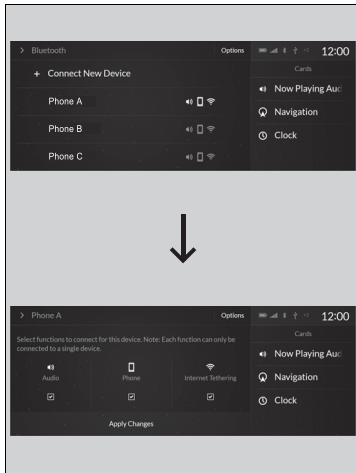 > Bluetooth Options 12:00
+ Connect New Device
Phone A
Phone B
Phone C
Cards
Now Playing Aud
Navigation
Clock
> Phone A Options 12:00
Select functions to connect for this device. Note: Each function can only be
connected to a single device.
Audio Phone Internet Tethering
Apply Changes
Cards
Now Playing Aud
Navigation
Clock